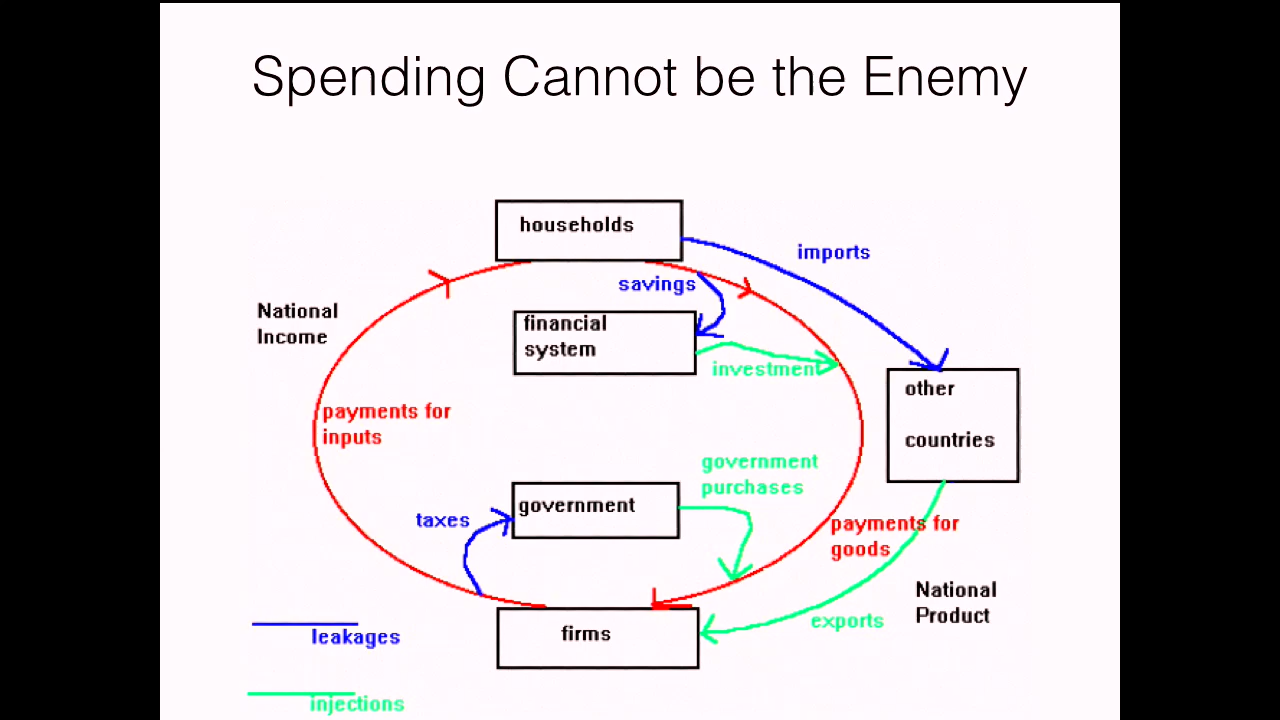 Spending Cannot be the Enemy
households
imports
savings
National
Income
financial
system
investment
other
countries
payments for
inputs
government
purchases
government
taxes
payments for
goods
National
Product
exports
firms
leakages
injections